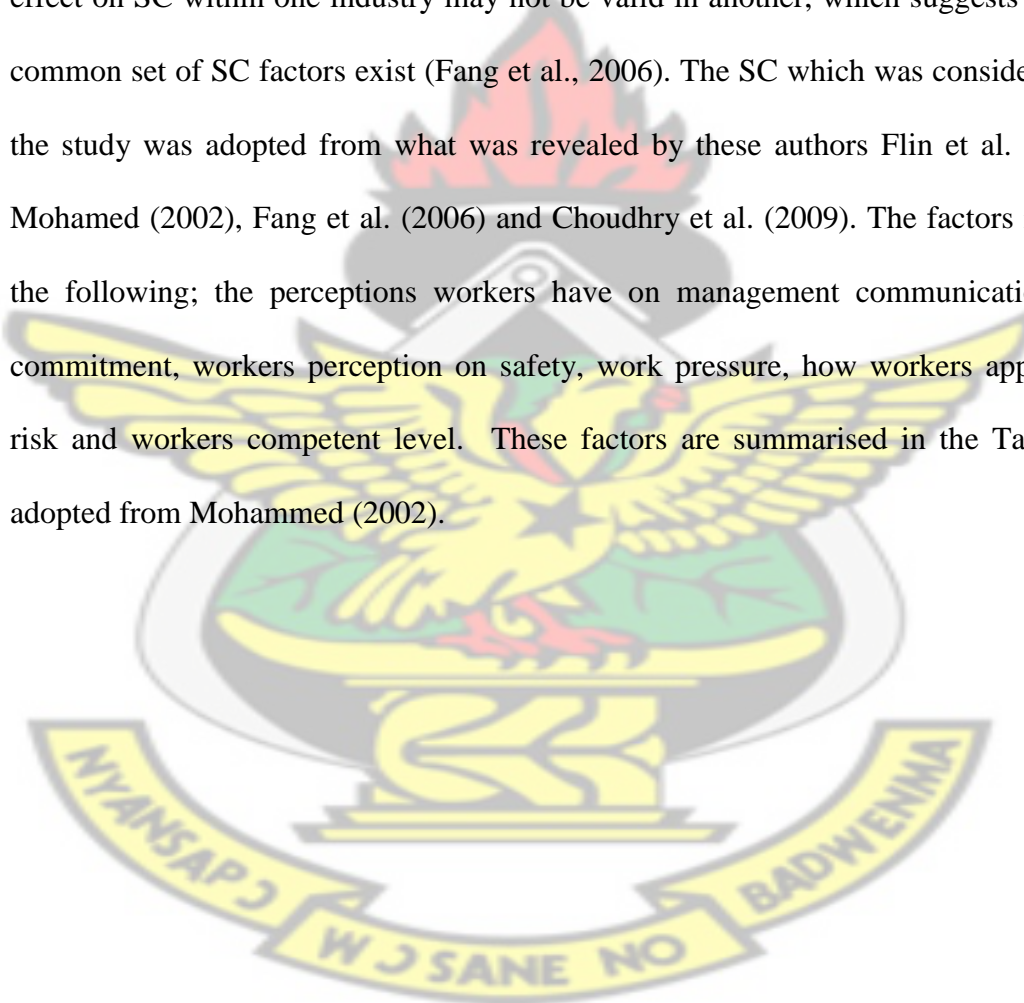 effect on SC within one industry may not be valid in another, which suggests
common set of SC factors exist (Fang et al., 2006). The SC which was conside
the study was adopted from what was revealed by these authors Flin et al.
Mohamed (2002), Fang et al. (2006) and Choudhry et al. (2009). The factors
the following; the perceptions workers have on management communicati
commitment, workers perception on safety, work pressure, how workers app
risk and workers competent level. These factors are summarised in the Ta
adopted from Mohammed (2002).
NYANSAPƆ
WƆSANE NO
BADWENMA